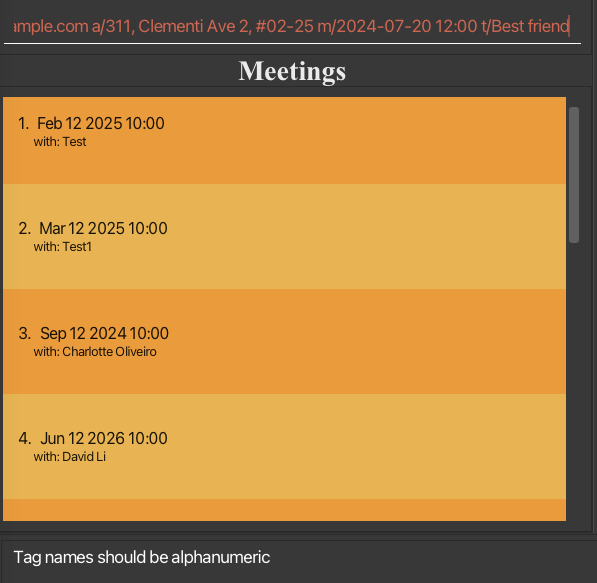 ample.com a/311, Clementi Ave 2, #02-25 m/2024-07-20 12:00 t/Best friend
Meetings
1. Feb 12 2025 10:00
with: Test
2. Mar 12 2025 10:00
with: Test1
3. Sep 12 2024 10:00
with: Charlotte Oliveiro
4. Jun 12 2026 10:00
with: David Li
Tag names should be alphanumeric